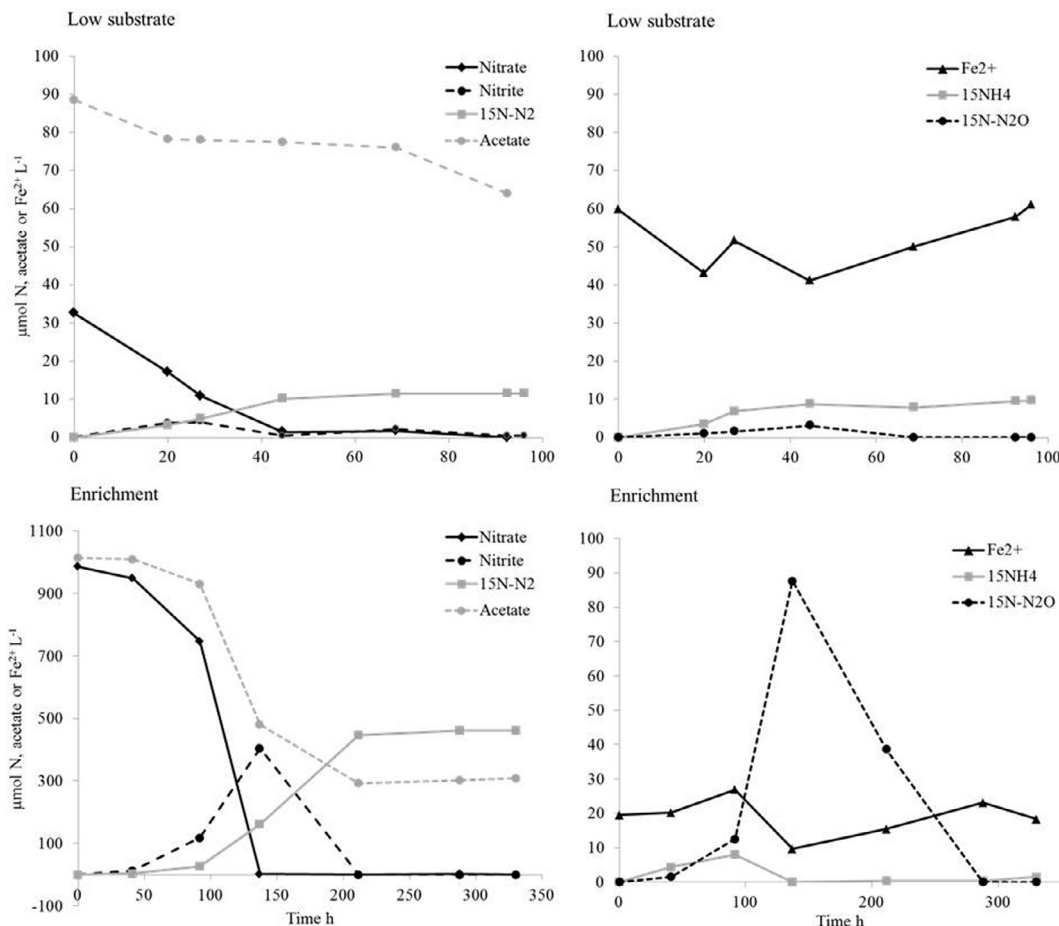 Low substrate
100
90
80
70
60
50
40
30
20
10
0
0 20 40 60 80 100
µmol N, acetate or Fe²⁺ L⁻¹
Nitrate
Nitrite
15N-N2
Acetate
Low substrate
100
90
80
70
60
50
40
30
20
10
0
0 20 40 60 80 100
Fe2+
15NH4
15N-N2O
Enrichment
1100
900
700
500
300
100
-100
0 50 100 150 200 250 300 350
µmol N, acetate or Fe²⁺ L⁻¹
Time h
Nitrate
Nitrite
15N-N2
Acetate
Enrichment
100
90
80
70
60
50
40
30
20
10
0
0 100 200 300
Time h
Fe2+
15NH4
15N-N2O